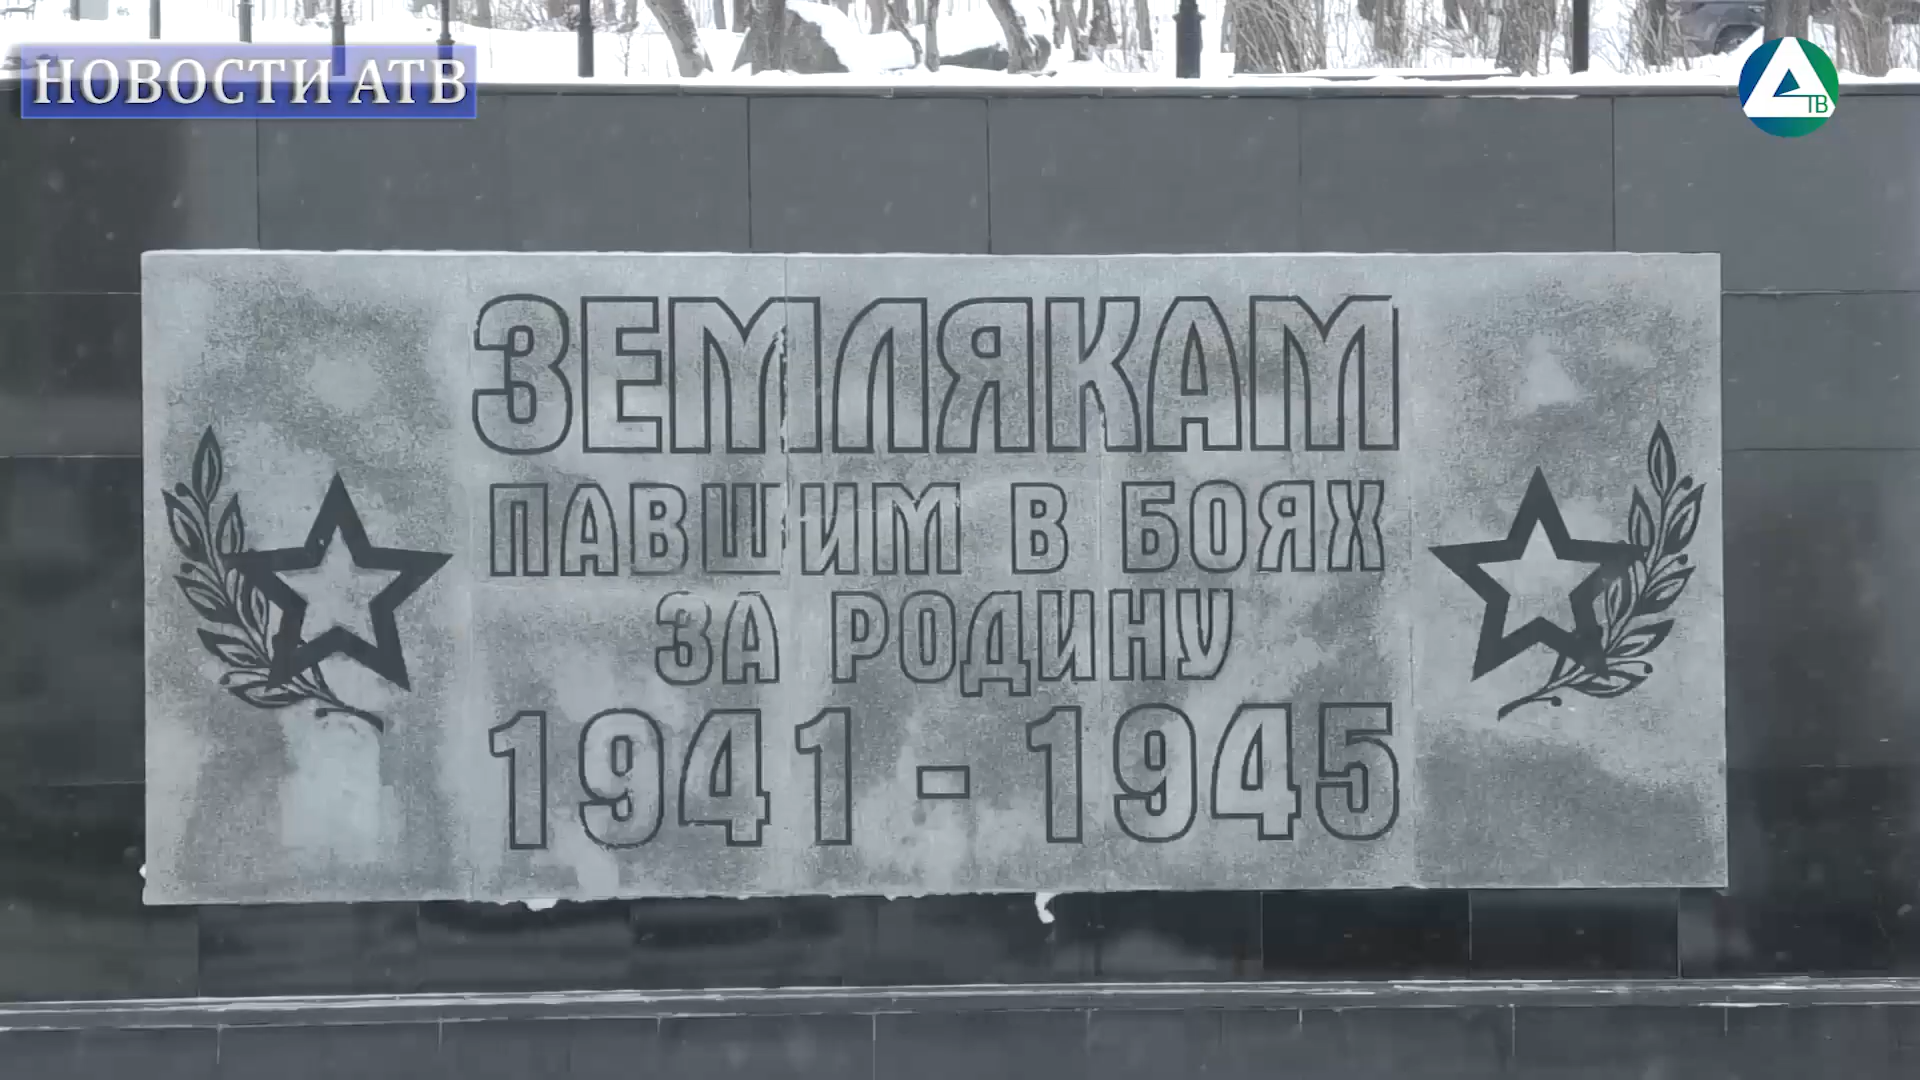 НОВОСТИ АТВ
ТВ
ЗЕМЛЯКАМ
ПАВШИМ В БОЯХ
ЗА РОДИНУ
1941 - 1945